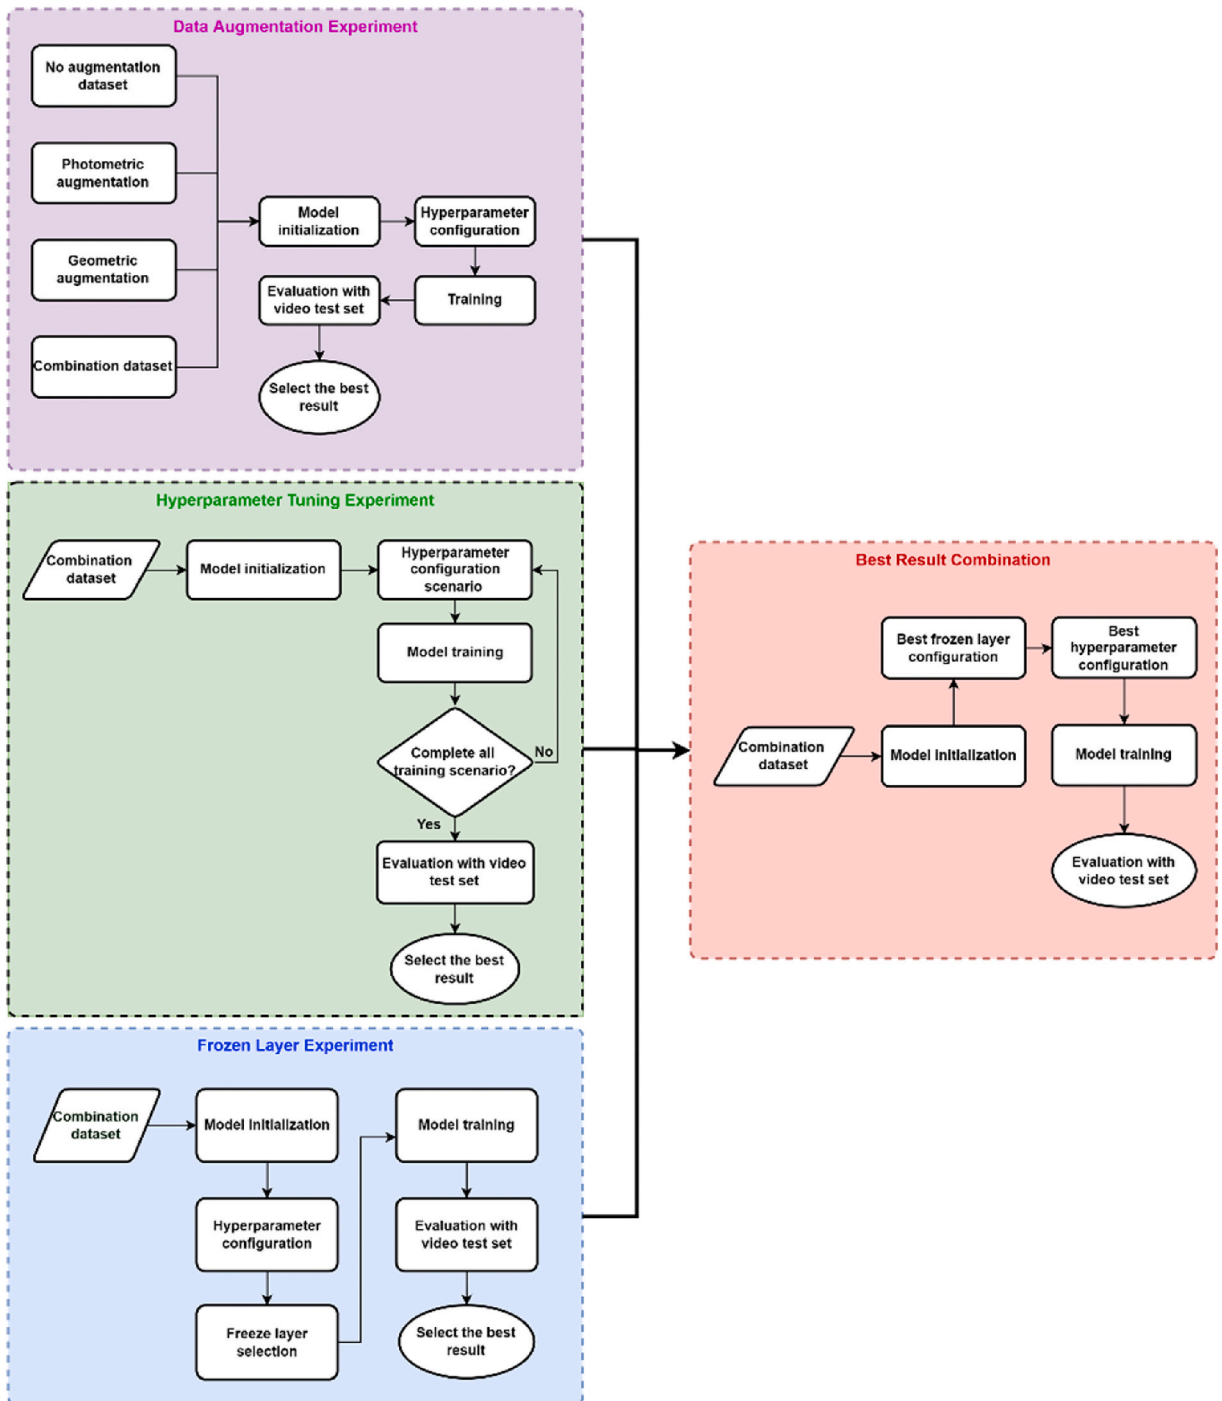 Data Augmentation Experiment
No augmentation
dataset
Photometric
augmentation
Geometric
augmentation
Combination dataset
Model
initialization
Hyperparameter
configuration
Evaluation with
video test set
Training
Select the best
result
Hyperparameter Tuning Experiment
Combination
dataset
Model initialization
Hyperparameter
configuration
scenario
Model training
Complete all
training scenario?
No
Yes
Evaluation with video
test set
Select the best
result
Frozen Layer Experiment
Combination
dataset
Model initialization
Hyperparameter
configuration
Freeze layer
selection
Model training
Evaluation with
video test set
Select the best
result
Best Result Combination
Combination
dataset
Model initialization
Best frozen layer
configuration
Best
hyperparameter
configuration
Model training
Evaluation with
video test set